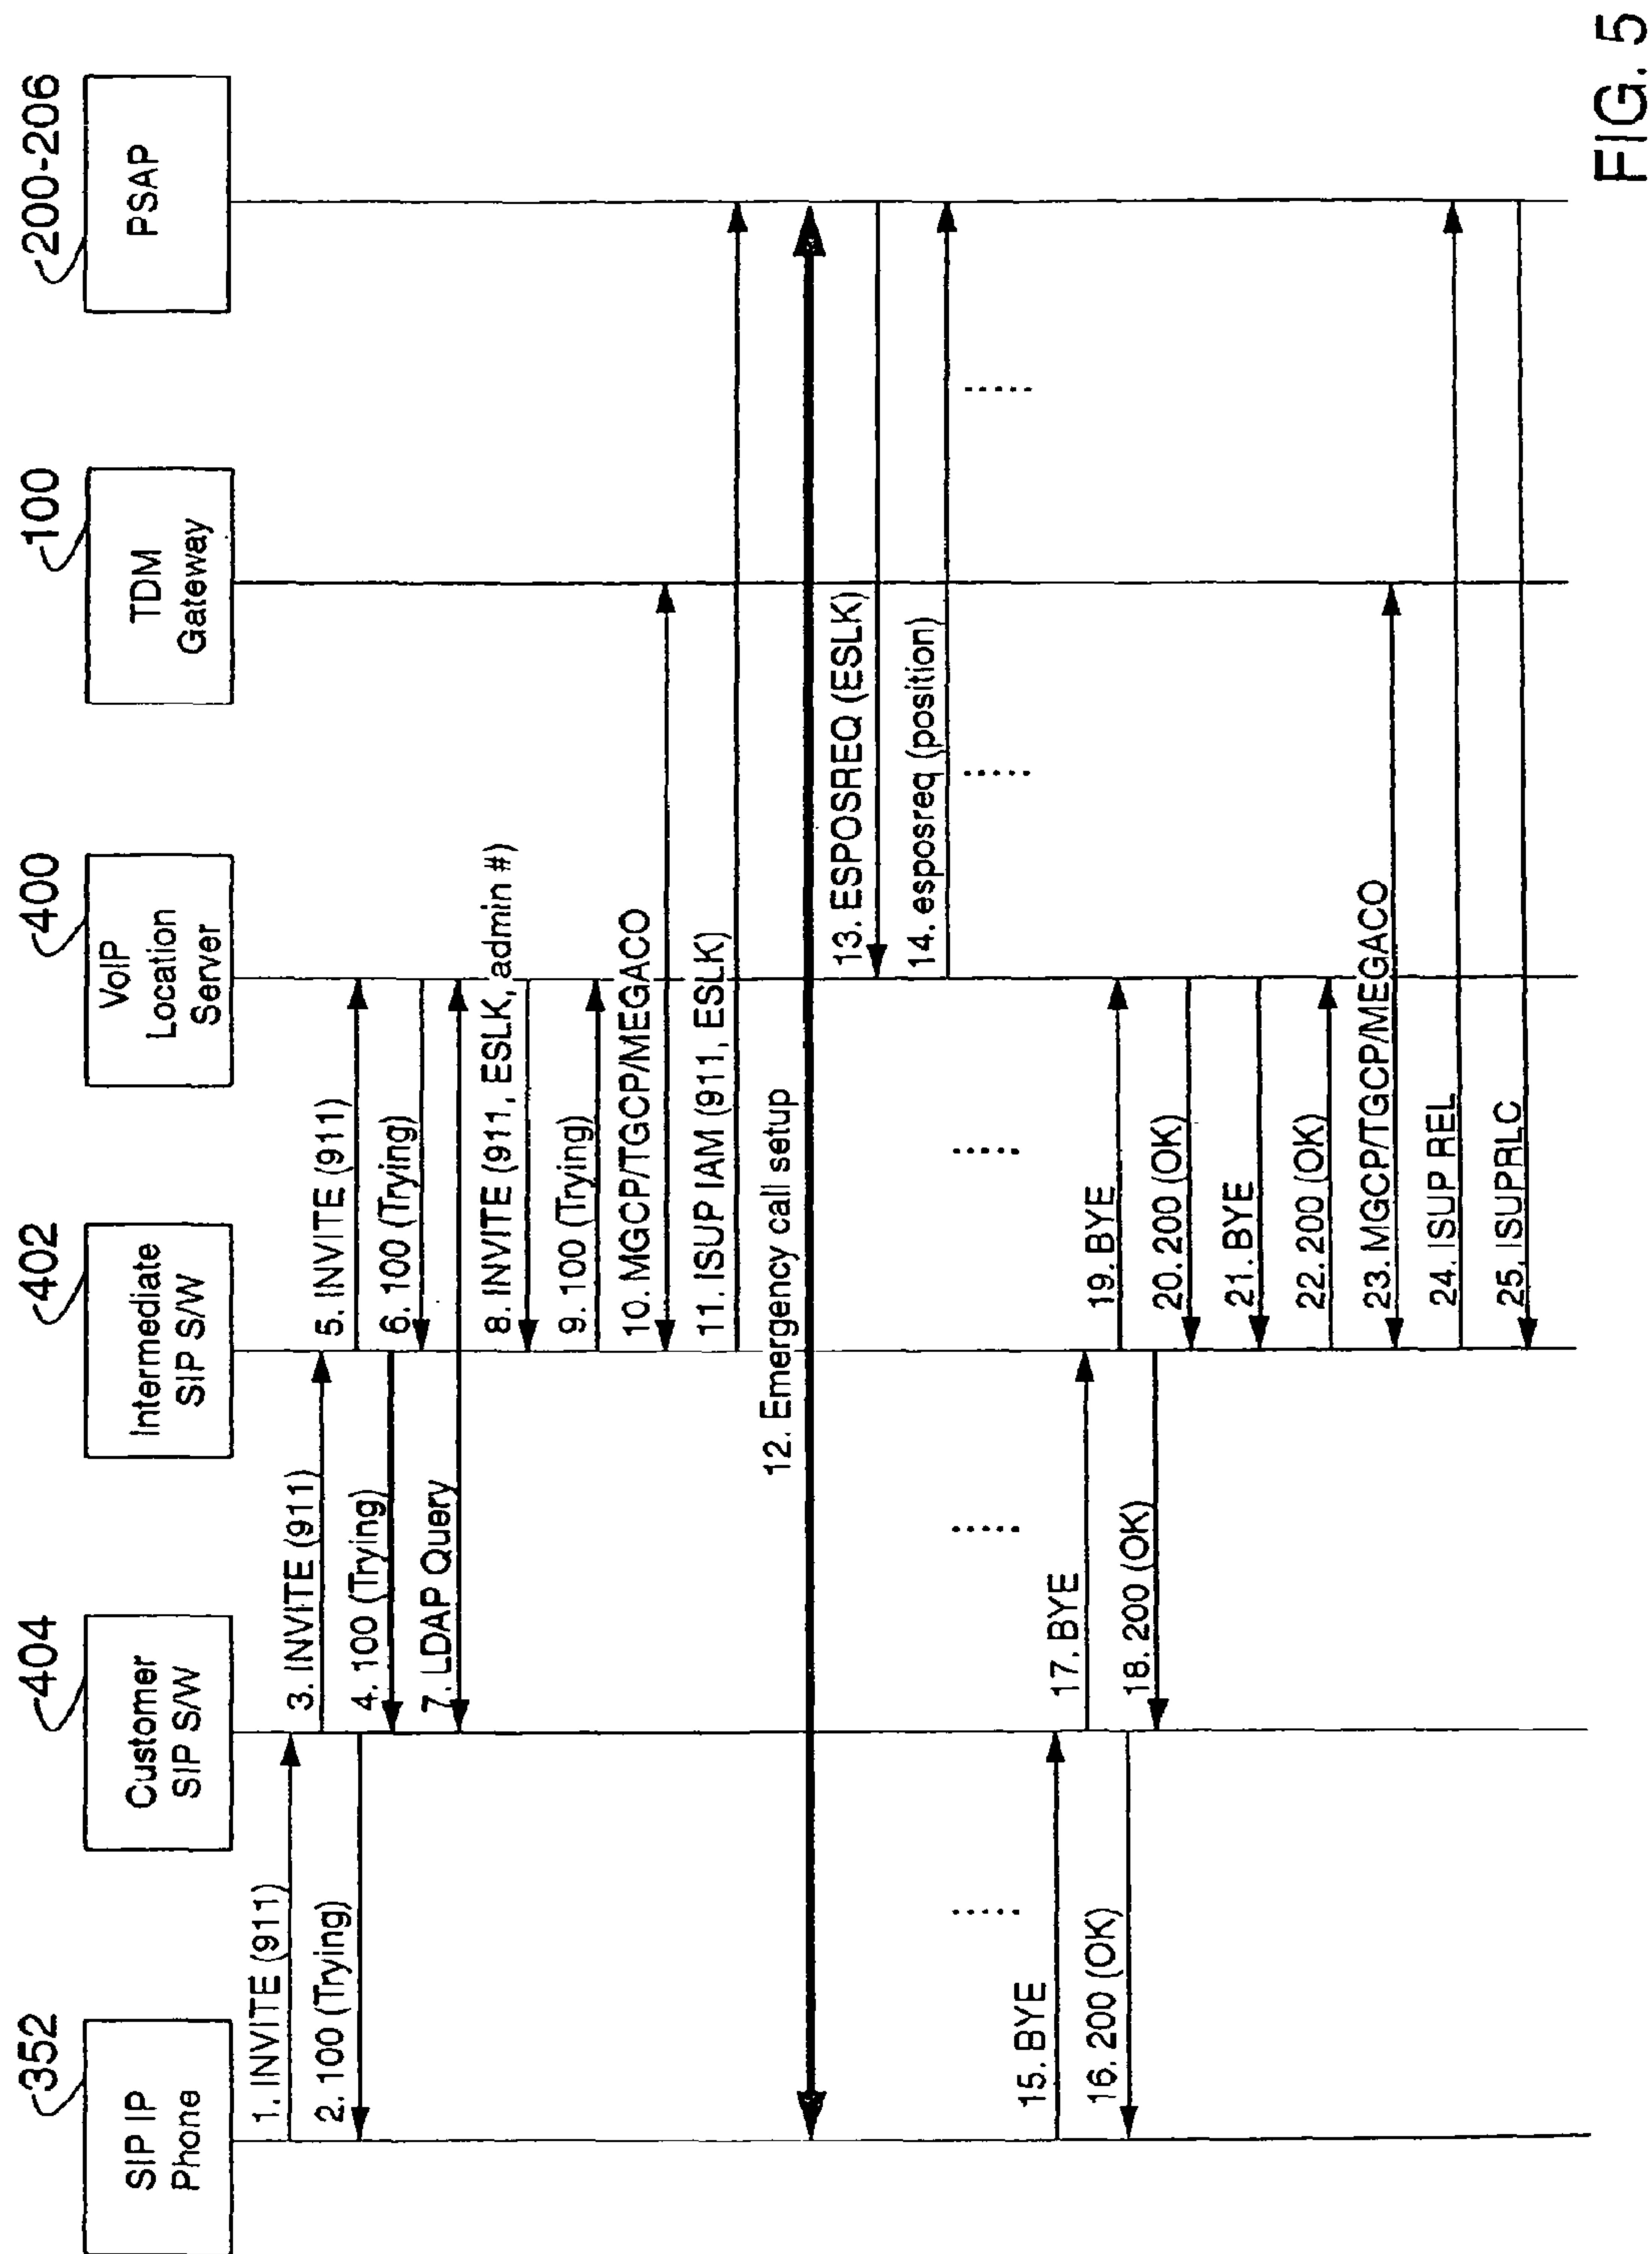 352
SIP IP
Phone
404
Customer
SIP S/W
402
Intermediate
SIP S/W
400
VoIP
Location
Server
100
TDM
Gateway
200-206
PSAP
1. INVITE (911)
2. 100 (Trying)
3. INVITE (911)
4. 100 (Trying)
5. INVITE (911)
6. 100 (Trying)
7. LDAP Query
8. INVITE (911, ESLK, admin #)
9. 100 (Trying)
10. MGCP/TGCP/MEGACO
11. ISUP IAM (911, ESLK)
12. Emergency call setup
13. ESPOSREQ (ESLK)
14. esposreq (position)
15. BYE
16. 200 (OK)
17. BYE
18. 200 (OK)
19. BYE
20. 200 (OK)
21. BYE
22. 200 (OK)
23. MGCP/TGCP/MEGACO
24. ISUP REL
25. ISUPRLC
FIG. 5